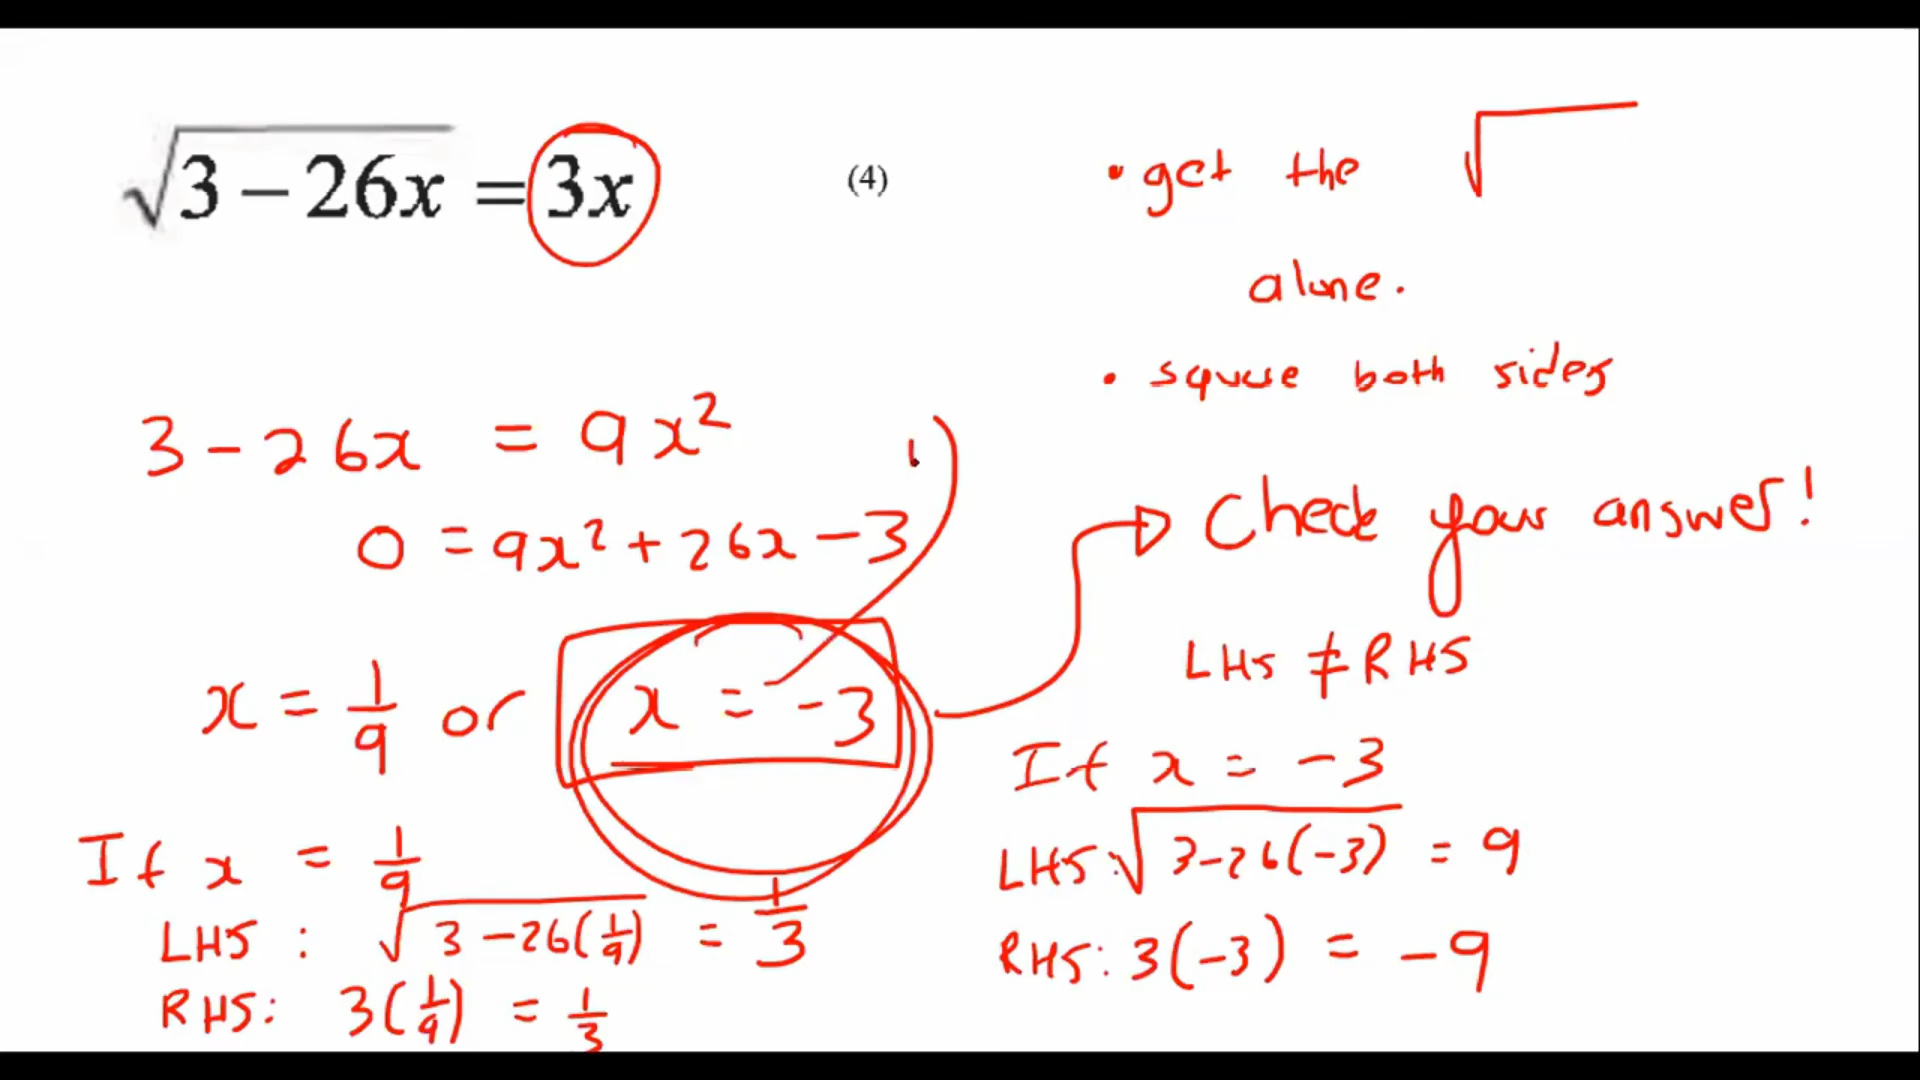 √3 − 26x = 3x (4)
• get the √
alone.
• square both sides
3 - 26x = 9x²
0 = 9x² + 26x - 3
Check your answer!
x = 1/9 or x = -3
LHS ≠ RHS
If x = -3
LHS: √3-26(-3) = 9
RHS: 3(-3) = -9
If x = 1/9
LHS: √3-26(1/9) = 1/3
RHS: 3(1/9) = 1/3